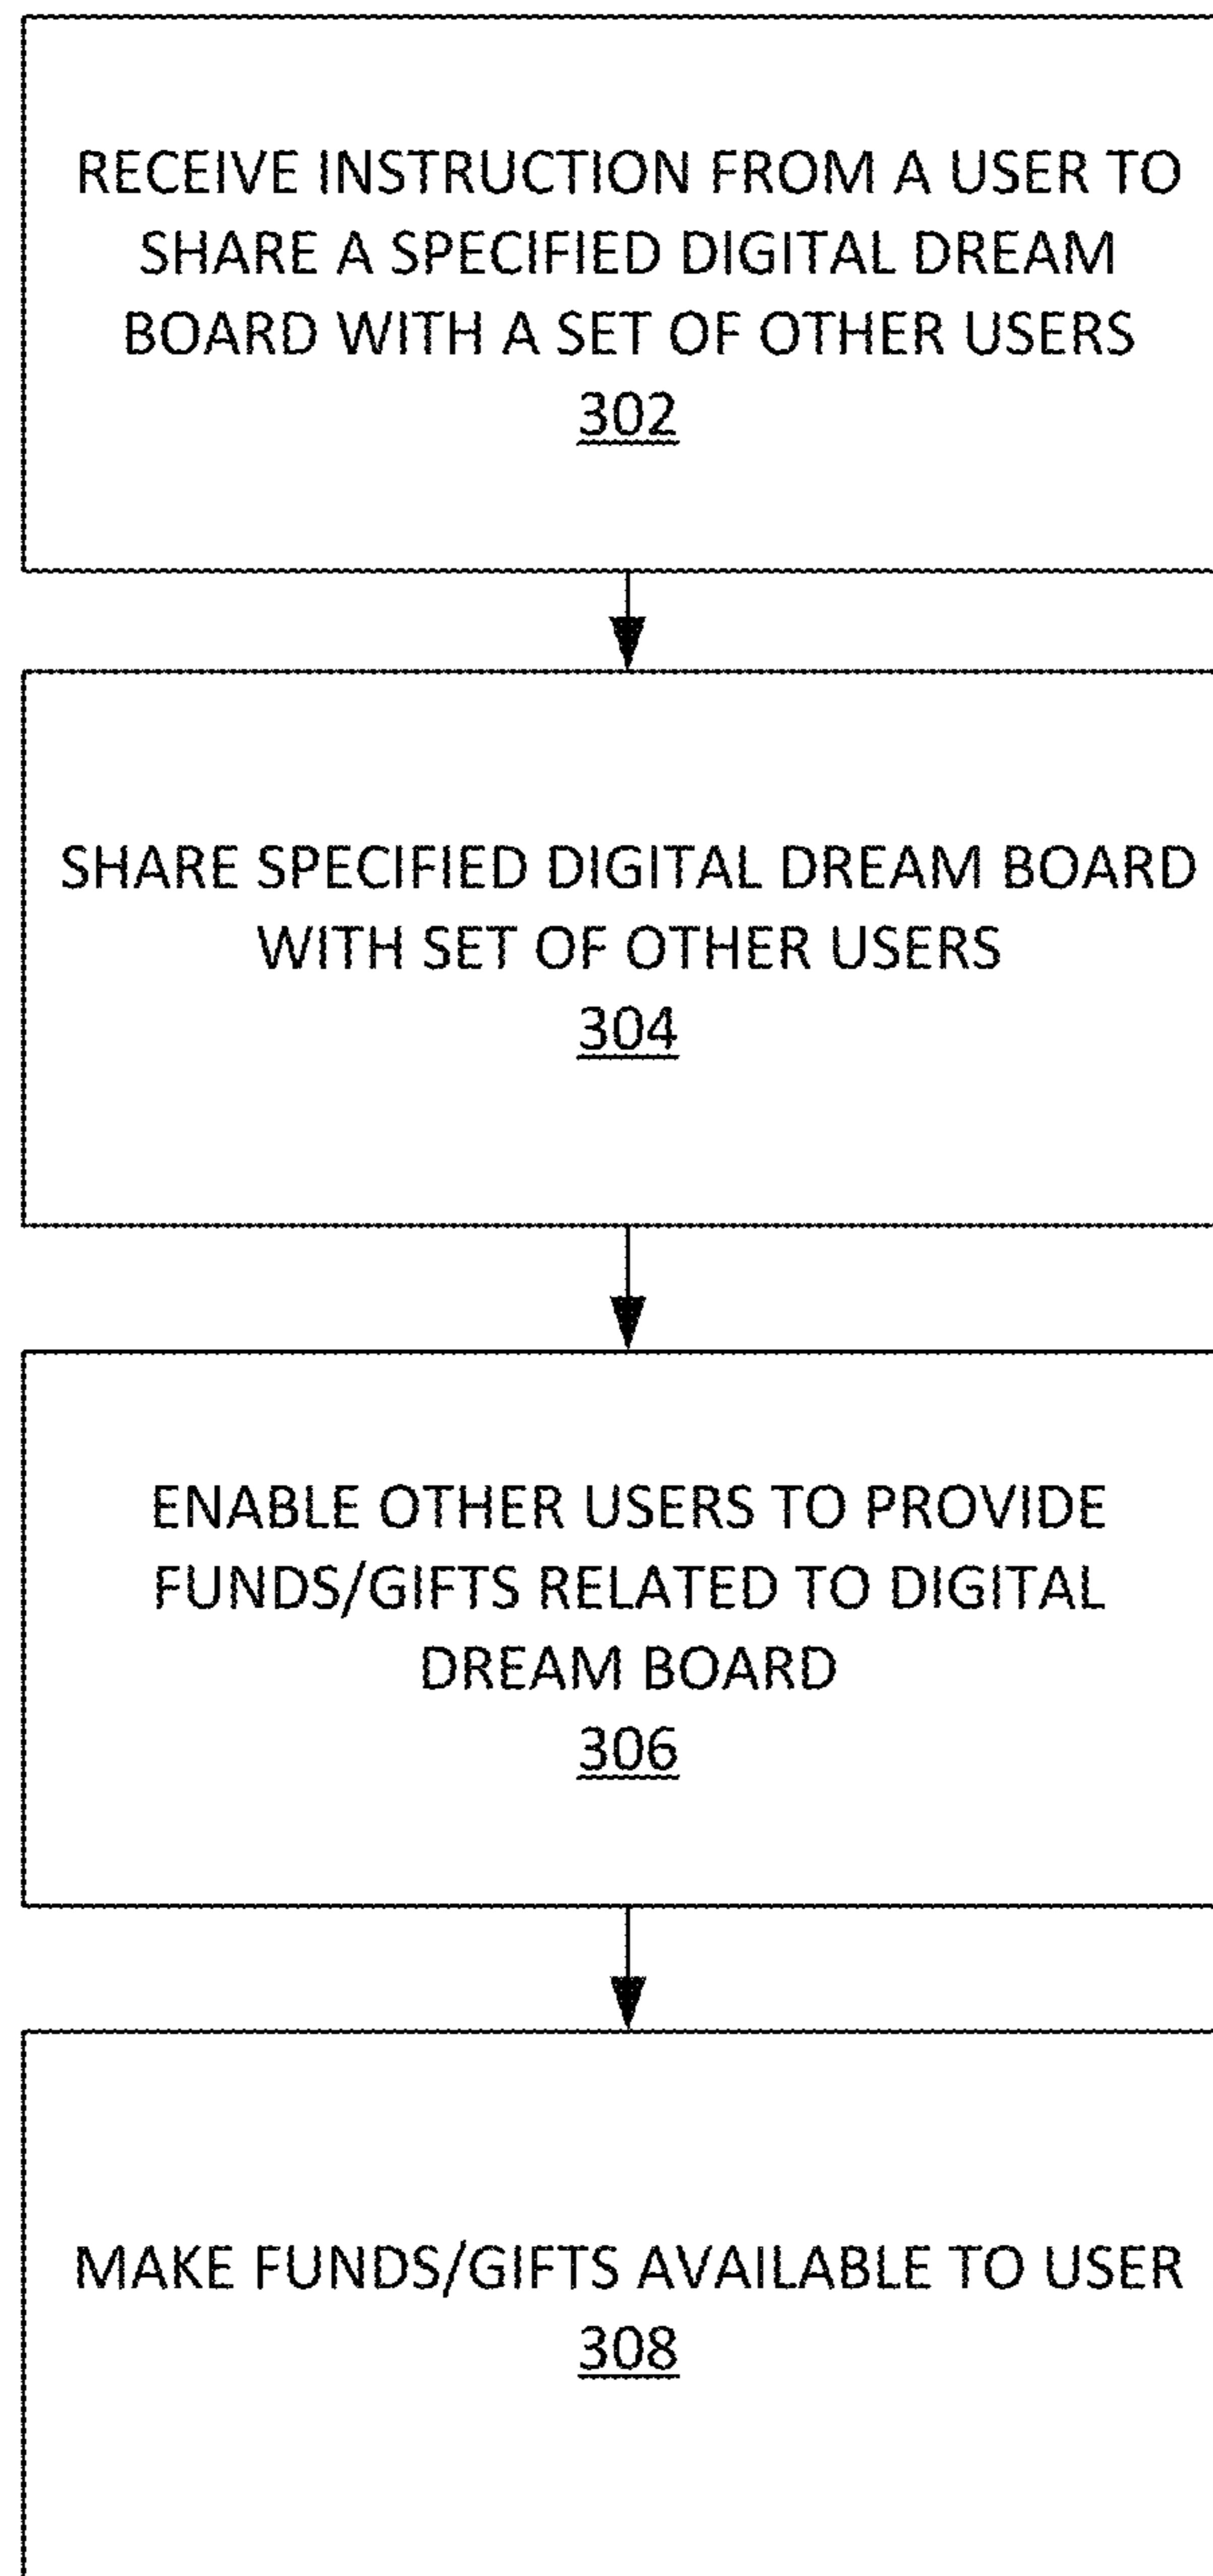 RECEIVE INSTRUCTION FROM A USER TO
SHARE A SPECIFIED DIGITAL DREAM
BOARD WITH A SET OF OTHER USERS
302
SHARE SPECIFIED DIGITAL DREAM BOARD
WITH SET OF OTHER USERS
304
ENABLE OTHER USERS TO PROVIDE
FUNDS/GIFTS RELATED TO DIGITAL
DREAM BOARD
306
MAKE FUNDS/GIFTS AVAILABLE TO USER
308